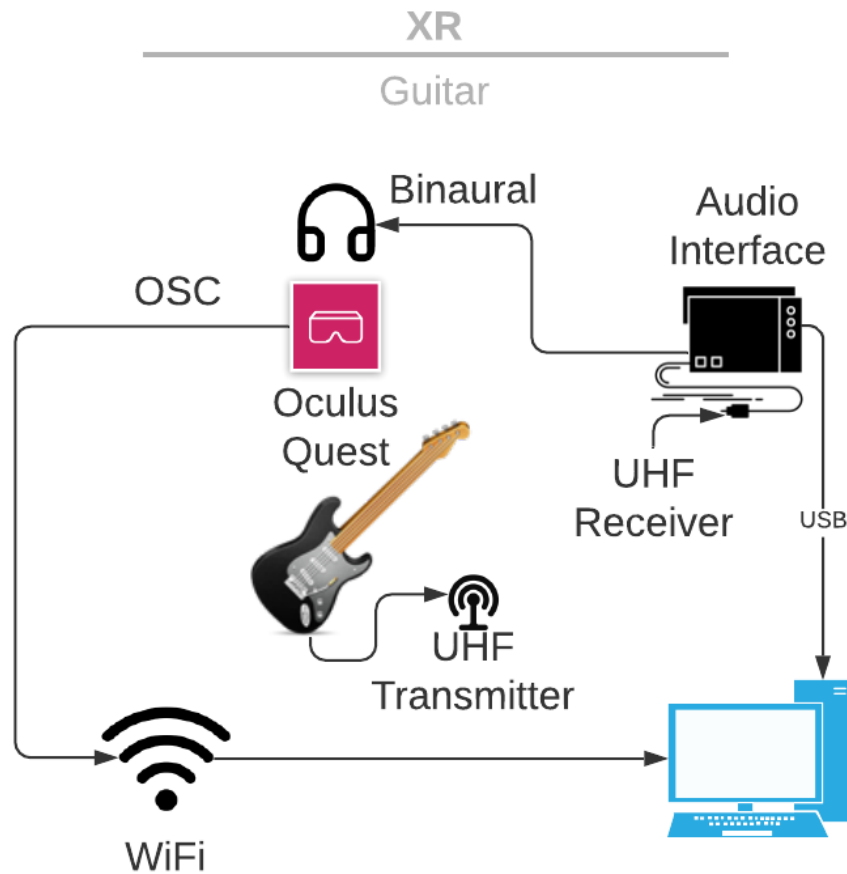 XR
Guitar
Binaural
Audio
Interface
OSC
Oculus
Quest
UHF
Receiver
USB
UHF
Transmitter
WiFi